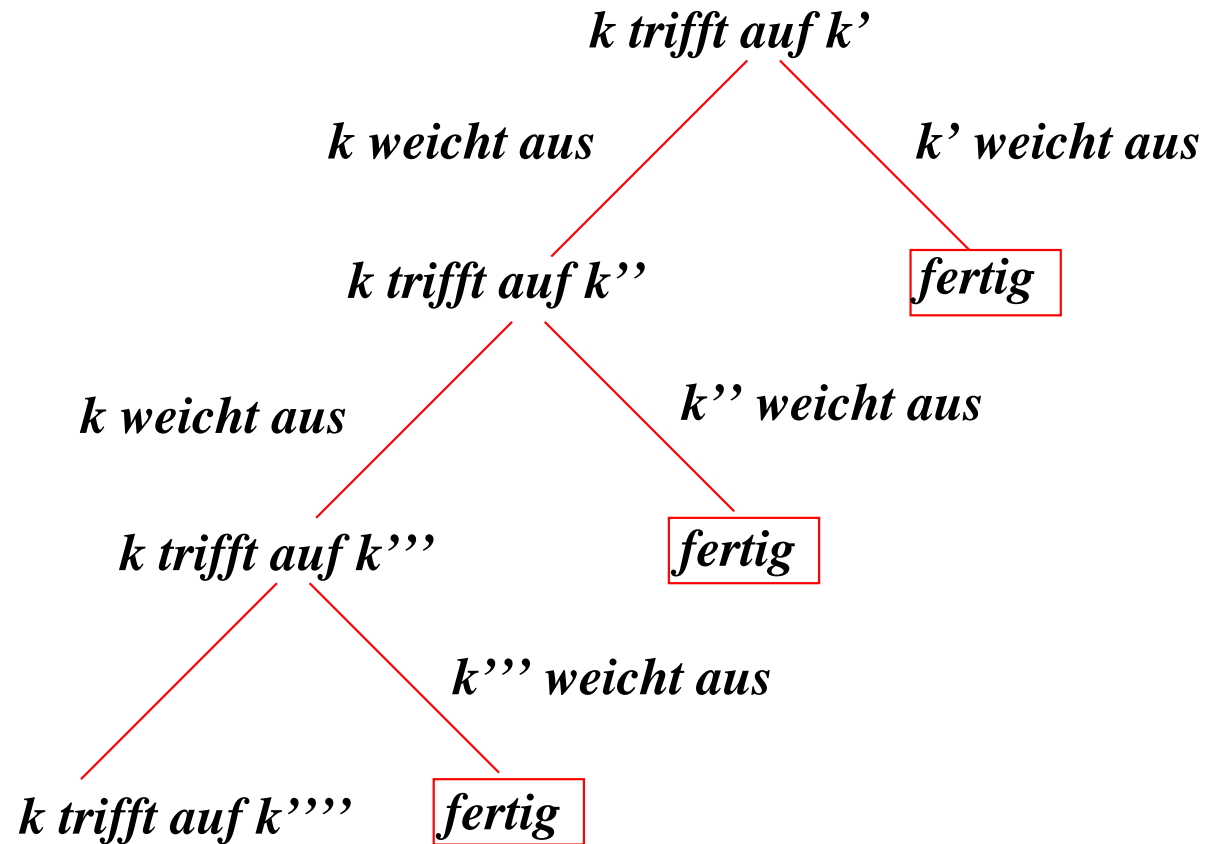 k trifft auf k’
k weicht aus
k’ weicht aus
k trifft auf k’’
fertig
k weicht aus
k’’ weicht aus
k trifft auf k’’’
fertig
k’’’ weicht aus
k trifft auf k’’’’
fertig